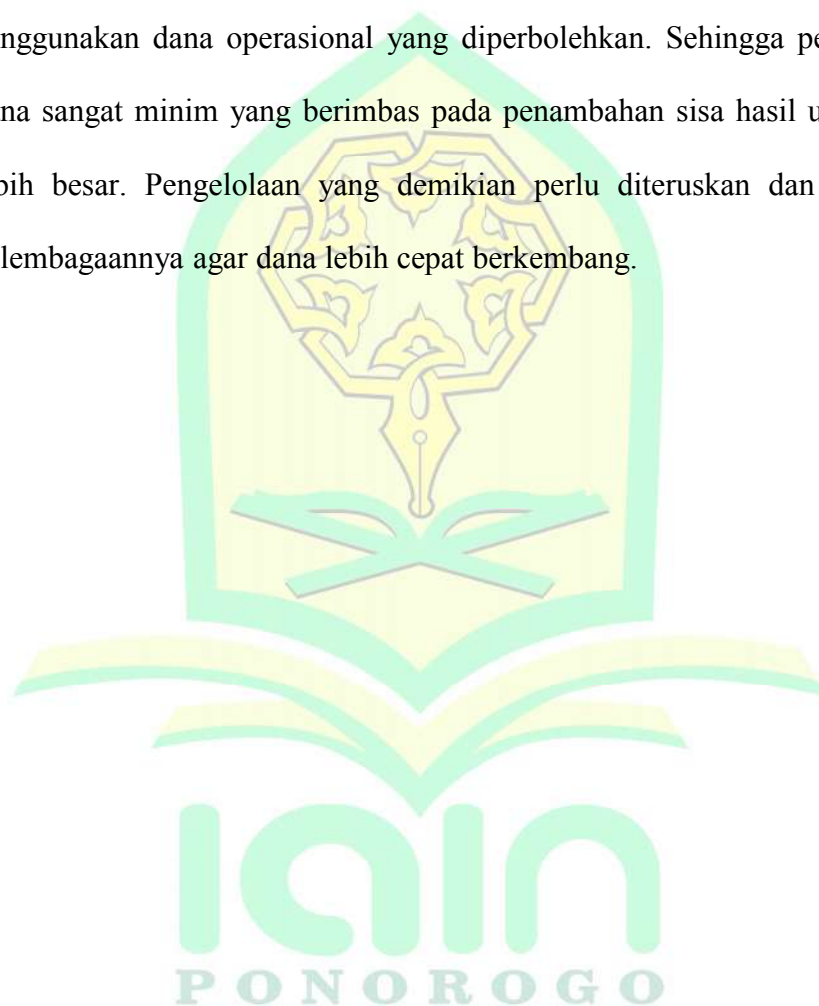 nggunakan dana operasional yang diperbolehkan. Sehingga pe
na sangat minim yang berimbas pada penambahan sisa hasil u
bih besar. Pengelolaan yang demikian perlu diteruskan dan
lembagaannya agar dana lebih cepat berkembang.
iain
PONOROGO